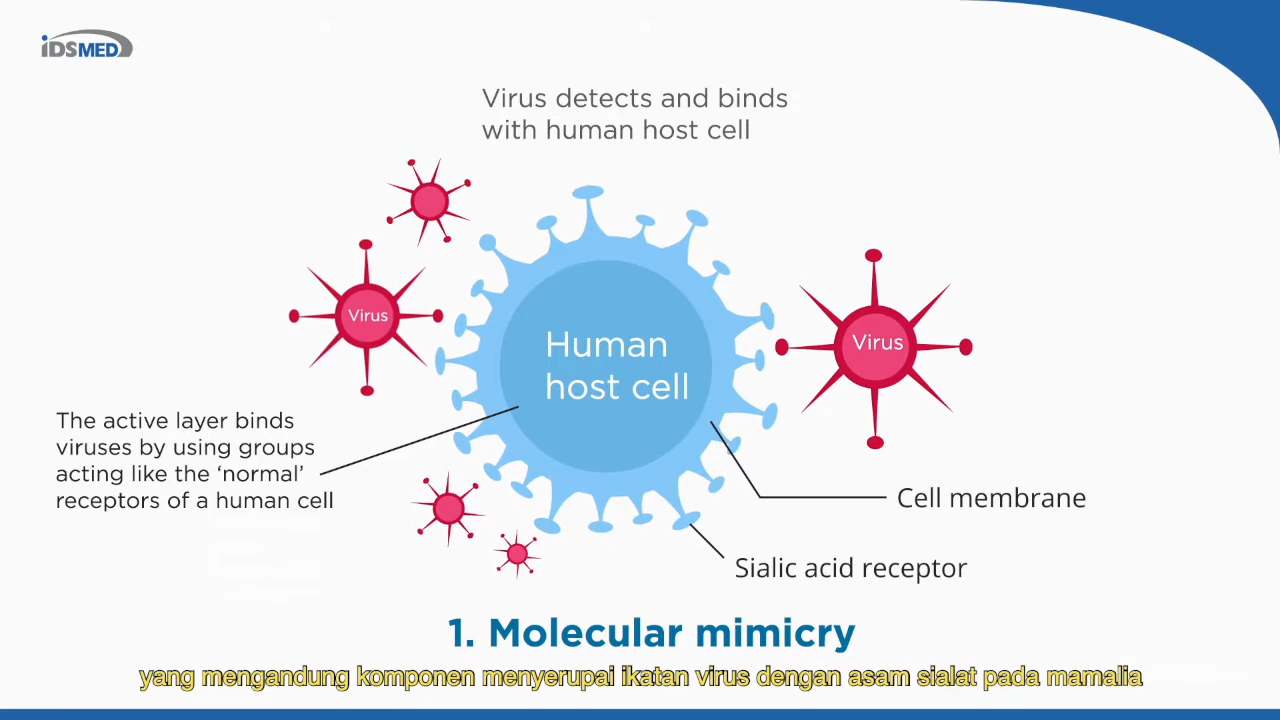 iDSMED
Virus detects and binds
with human host cell
Virus
Human
host cell
Virus
The active layer binds
viruses by using groups
acting like the ‘normal’
receptors of a human cell
Cell membrane
Sialic acid receptor
1. Molecular mimicry
yang mengandung komponen menyerupai ikatan virus dengan asam sialat pada mamalia